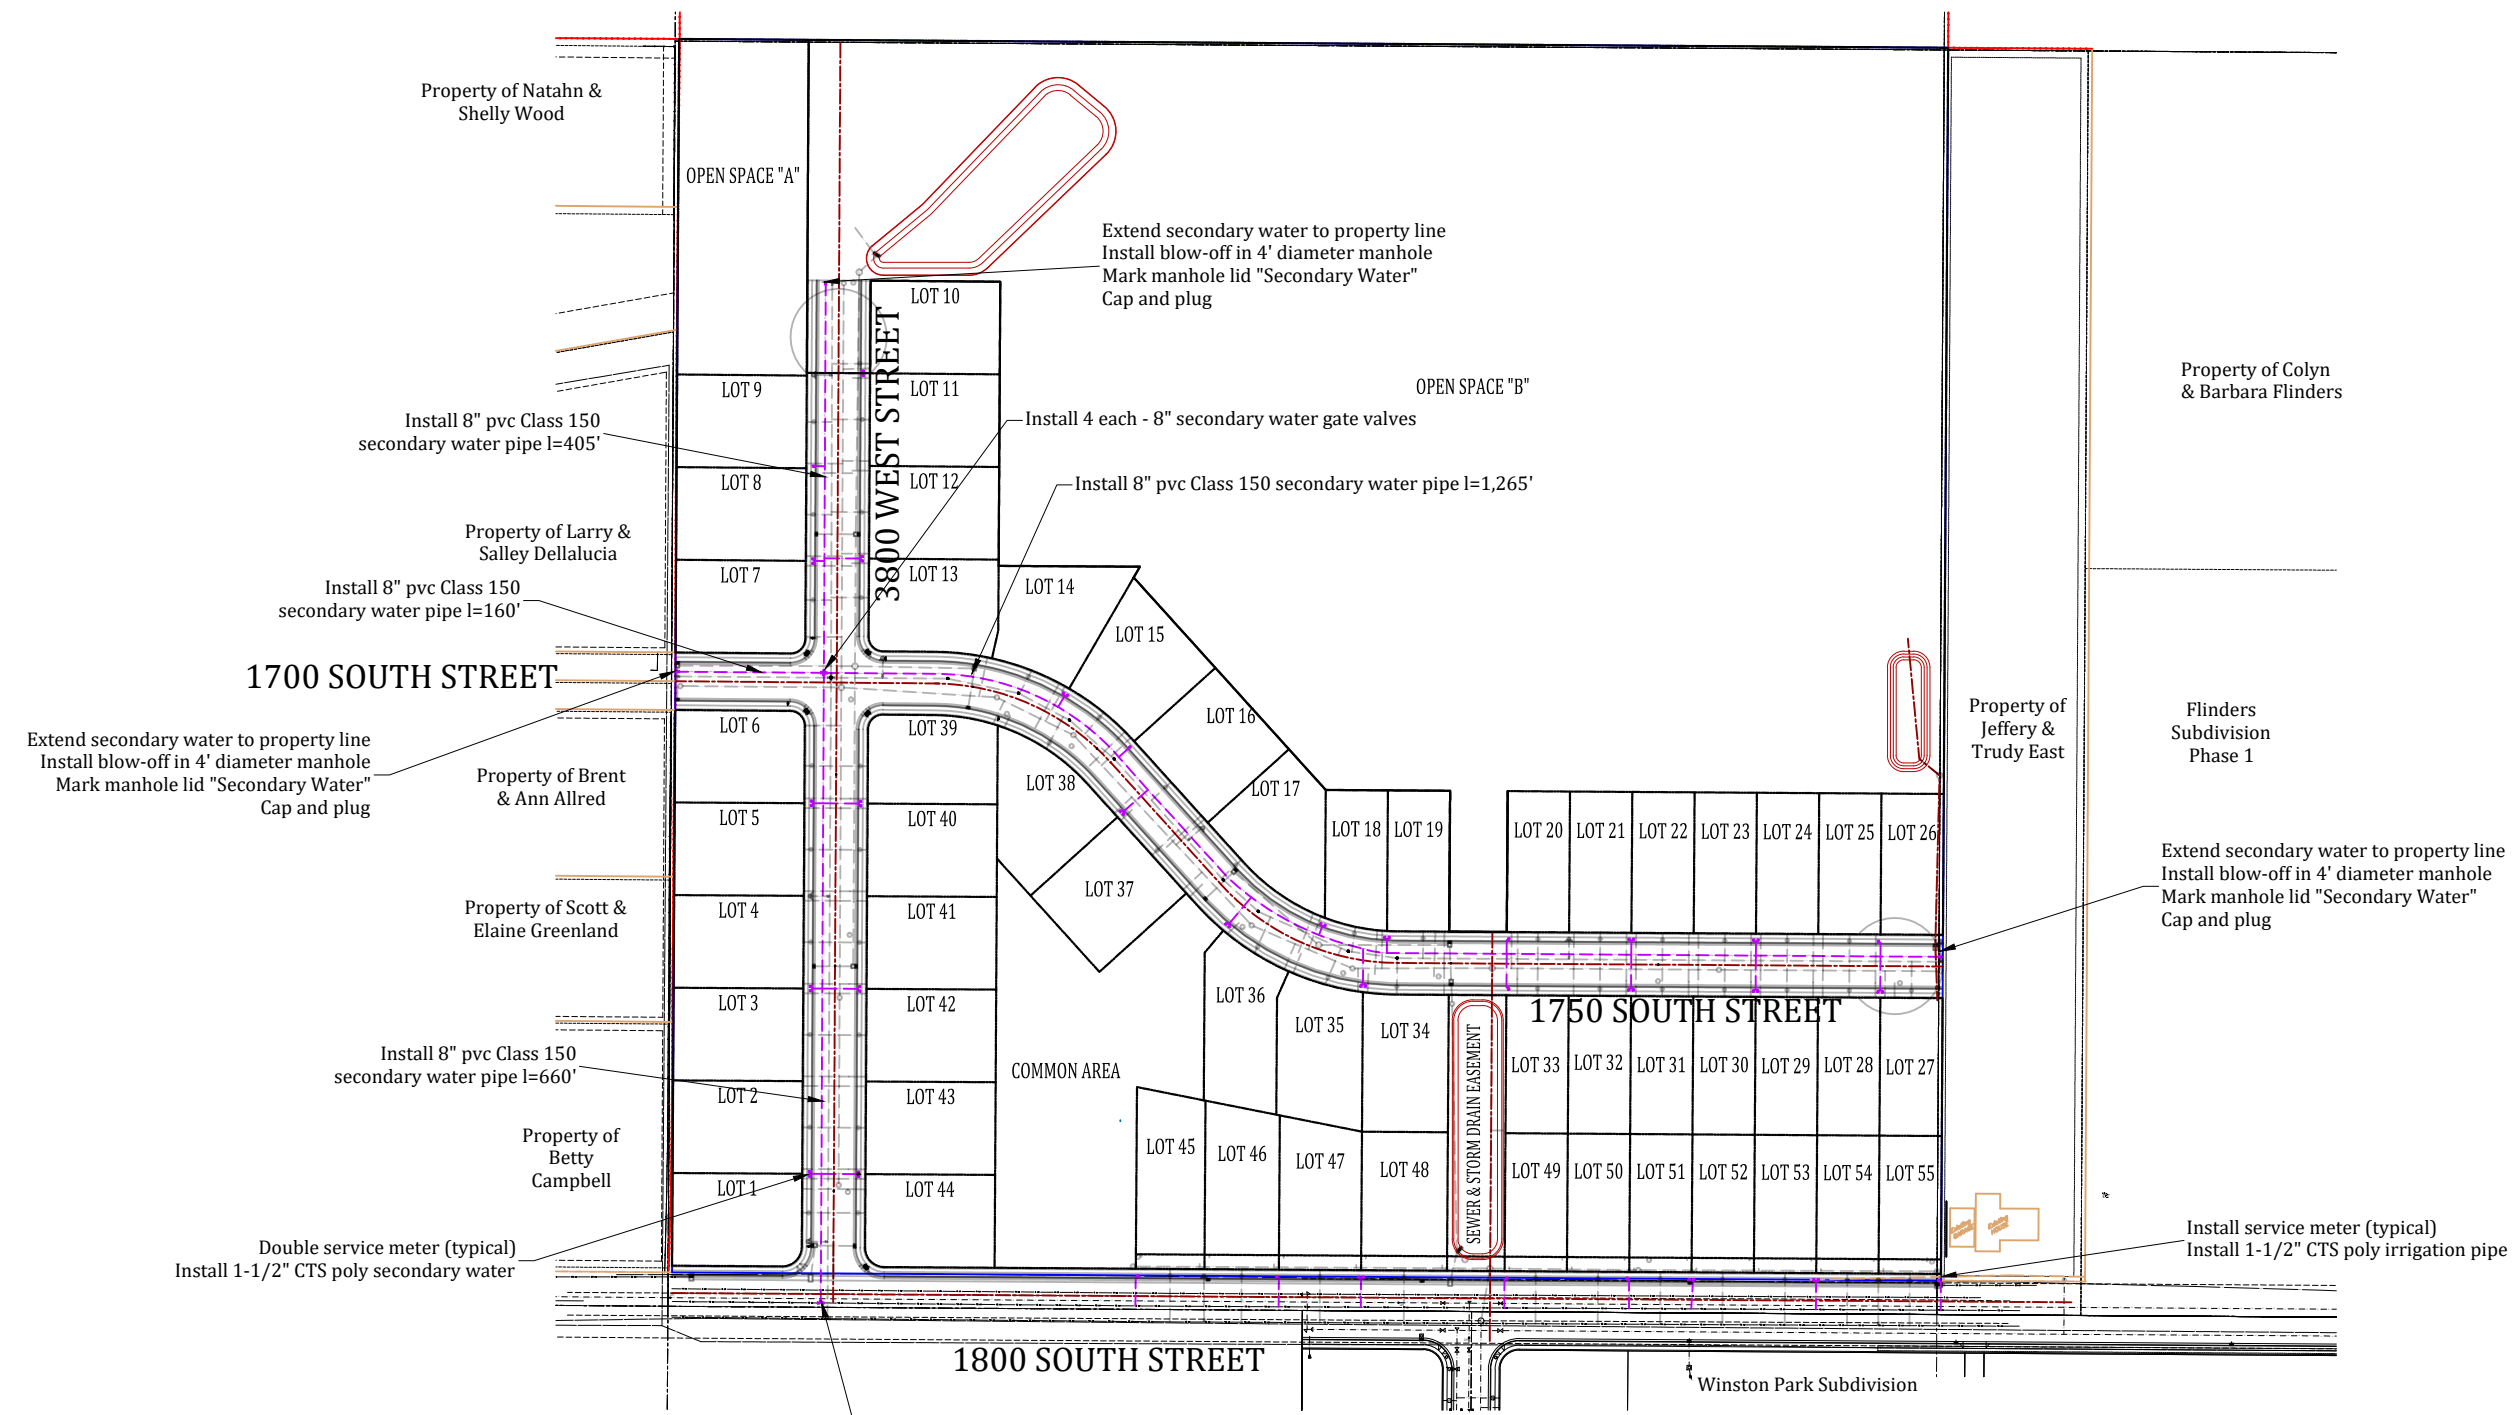 Property of Natahn &
Shelly Wood
OPEN SPACE "A"
Extend secondary water to property line
Install blow-off in 4' diameter manhole
Mark manhole lid "Secondary Water"
Cap and plug
LOT 10
3800 WEST STREET
OPEN SPACE "B"
Property of Colyn
& Barbara Flinders
LOT 9
LOT 11
Install 8" pvc Class 150
secondary water pipe l=405'
Install 4 each - 8" secondary water gate valves
LOT 8
LOT 12
Install 8" pvc Class 150 secondary water pipe l=1,265'
Property of Larry &
Salley Dellalucia
LOT 7
LOT 13
LOT 14
Install 8" pvc Class 150
secondary water pipe l=160'
LOT 15
1700 SOUTH STREET
LOT 6
LOT 39
LOT 16
Property of
Jeffery &
Trudy East
Flinders
Subdivision
Phase 1
Extend secondary water to property line
Install blow-off in 4' diameter manhole
Mark manhole lid "Secondary Water"
Cap and plug
Property of Brent
& Ann Allred
LOT 38
LOT 17
LOT 5
LOT 40
LOT 18
LOT 19
LOT 20
LOT 21
LOT 22
LOT 23
LOT 24
LOT 25
LOT 26
Extend secondary water to property line
Install blow-off in 4' diameter manhole
Mark manhole lid "Secondary Water"
Cap and plug
LOT 37
Property of Scott &
Elaine Greenland
LOT 4
LOT 41
LOT 3
LOT 42
LOT 36
LOT 35
LOT 34
1750 SOUTH STREET
Install 8" pvc Class 150
secondary water pipe l=660'
COMMON AREA
SEWER & STORM DRAIN EASEMENT
LOT 33
LOT 32
LOT 31
LOT 30
LOT 29
LOT 28
LOT 27
LOT 2
LOT 43
Property of
Betty
Campbell
LOT 45
LOT 46
LOT 47
LOT 48
LOT 49
LOT 50
LOT 51
LOT 52
LOT 53
LOT 54
LOT 55
LOT 1
LOT 44
Existing
Existing
Double service meter (typical)
Install 1-1/2" CTS poly secondary water
Install service meter (typical)
Install 1-1/2" CTS poly irrigation pipe
1800 SOUTH STREET
Winston Park Subdivision